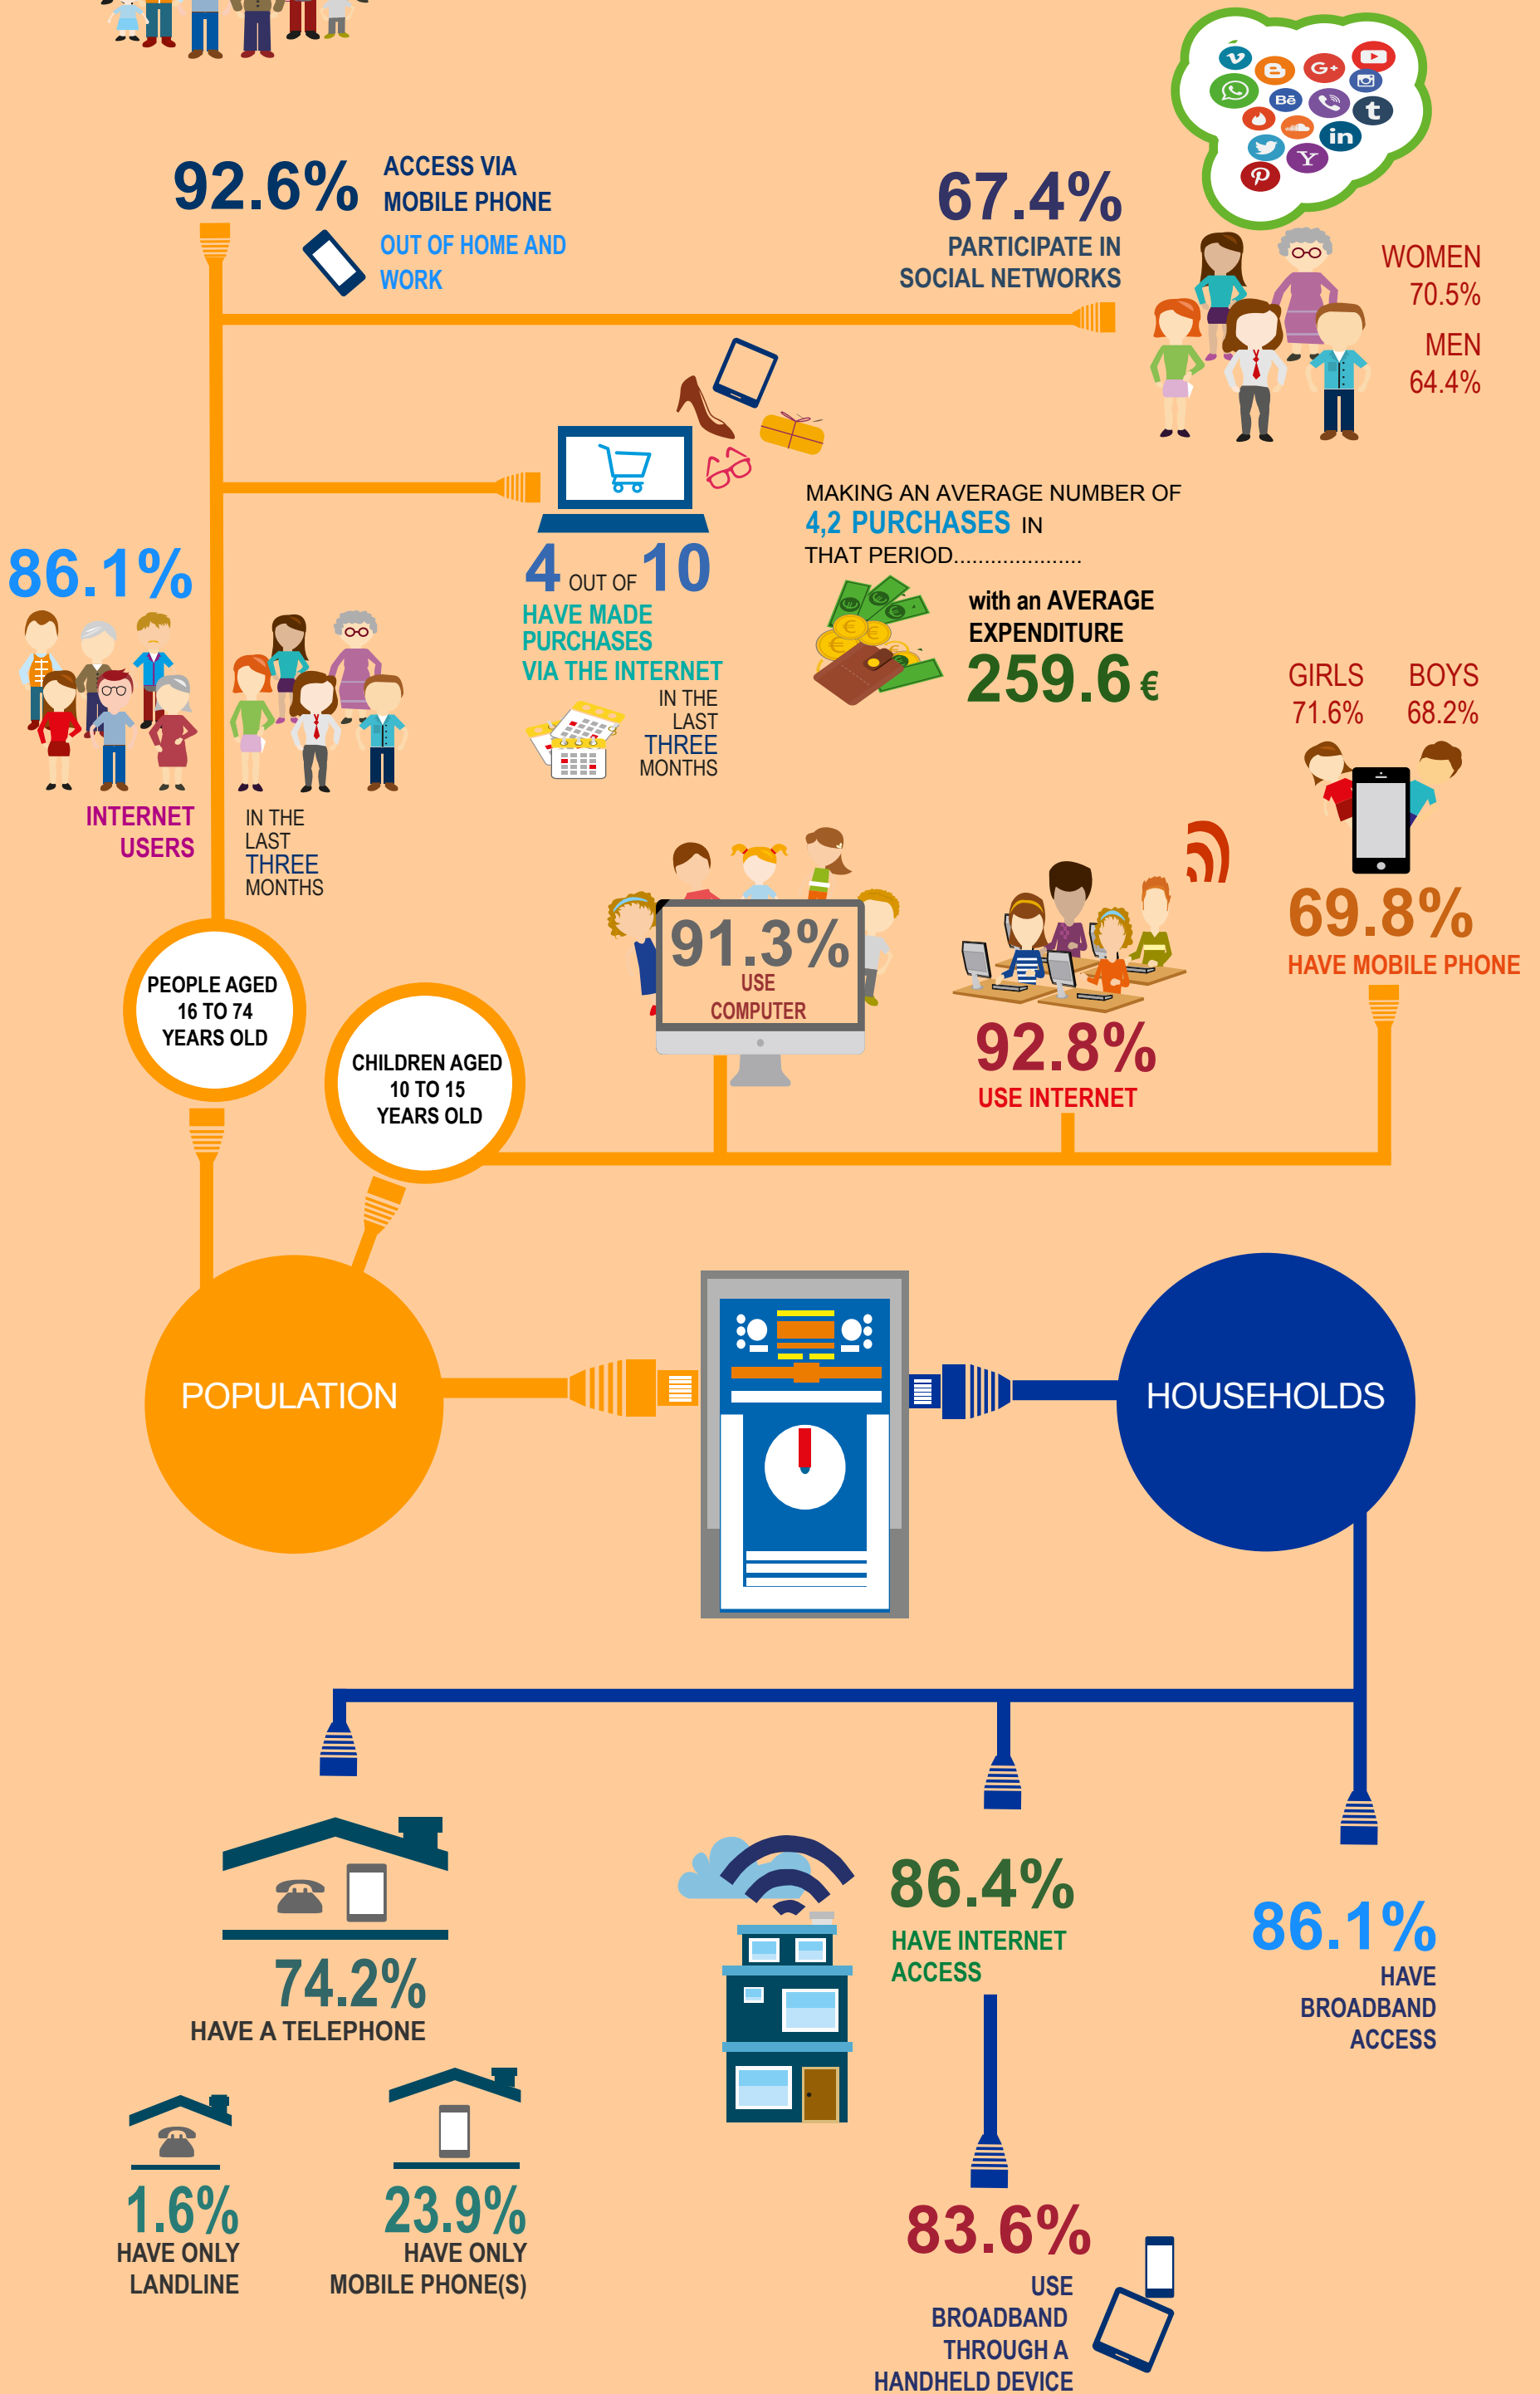 92.6%
ACCESS VIA
MOBILE PHONE
OUT OF HOME AND
WORK
67.4%
PARTICIPATE IN
SOCIAL NETWORKS
G+
Bē
t
in
Y
WOMEN
70.5%
MEN
64.4%
86.1%
INTERNET
USERS
IN THE
LAST
THREE
MONTHS
4 OUT OF 10
HAVE MADE
PURCHASES
VIA THE INTERNET
IN THE
LAST
THREE
MONTHS
MAKING AN AVERAGE NUMBER OF
4,2 PURCHASES IN
THAT PERIOD.....................
with an AVERAGE
EXPENDITURE
259.6 €
GIRLS BOYS
71.6% 68.2%
69.8%
HAVE MOBILE PHONE
91.3%
USE
COMPUTER
92.8%
USE INTERNET
PEOPLE AGED
16 TO 74
YEARS OLD
CHILDREN AGED
10 TO 15
YEARS OLD
POPULATION
HOUSEHOLDS
74.2%
HAVE A TELEPHONE
1.6%
HAVE ONLY
LANDLINE
23.9%
HAVE ONLY
MOBILE PHONE(S)
86.4%
HAVE INTERNET
ACCESS
86.1%
HAVE
BROADBAND
ACCESS
83.6%
USE
BROADBAND
THROUGH A
HANDHELD DEVICE